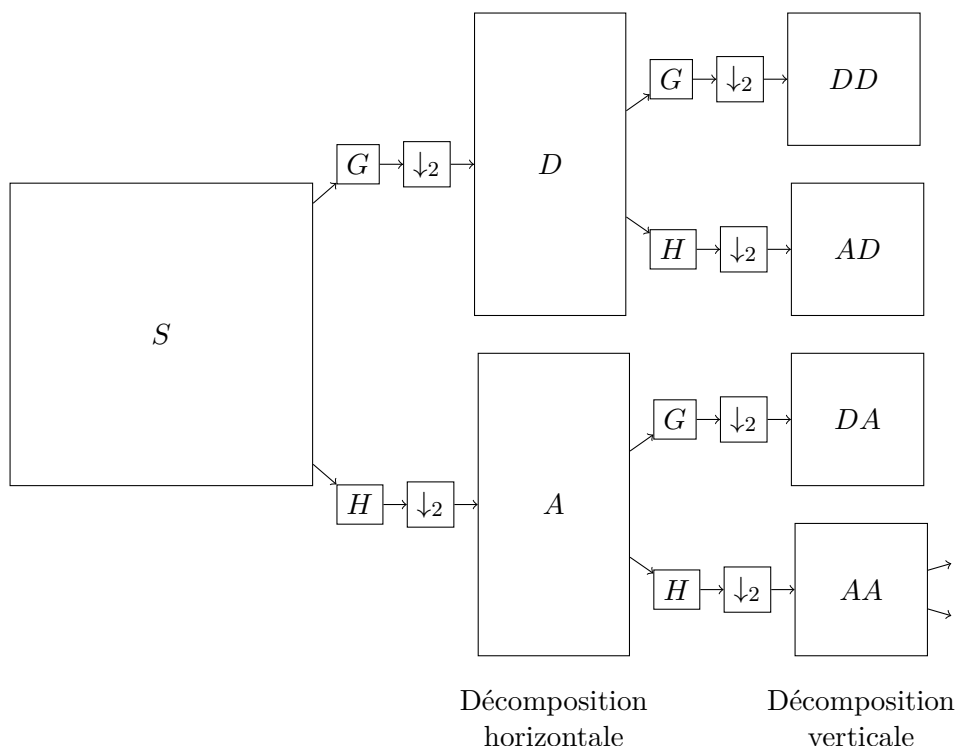 G ↓2 DD
D
G ↓2
H ↓2 AD
S
G ↓2 DA
H ↓2 A
H ↓2 AA
Décomposition
horizontale
Décomposition
verticale